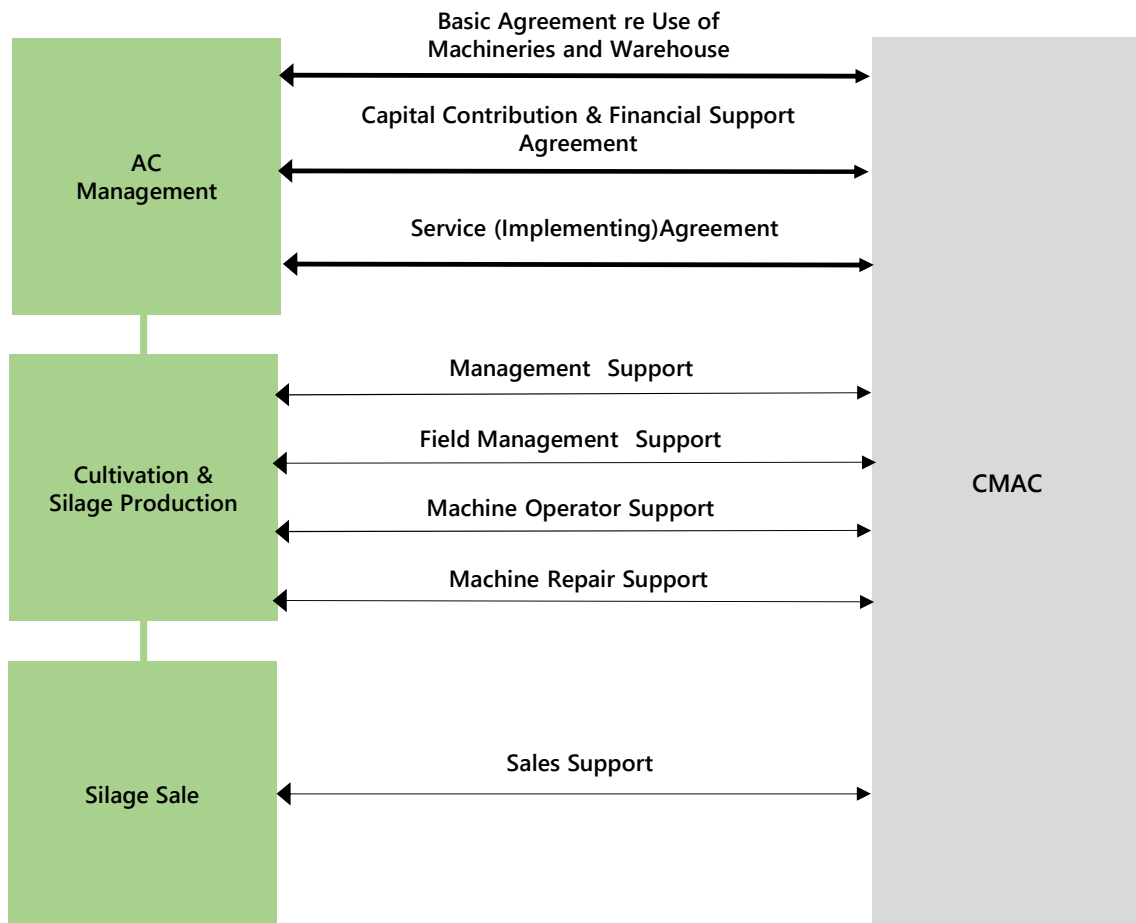 Basic Agreement re Use of
Machineries and Warehouse
Capital Contribution & Financial Support
Agreement
AC
Management
Service (Implementing)Agreement
Management  Support
Field Management  Support
Cultivation &
Silage Production
CMAC
Machine Operator Support
Machine Repair Support
Sales Support
Silage Sale